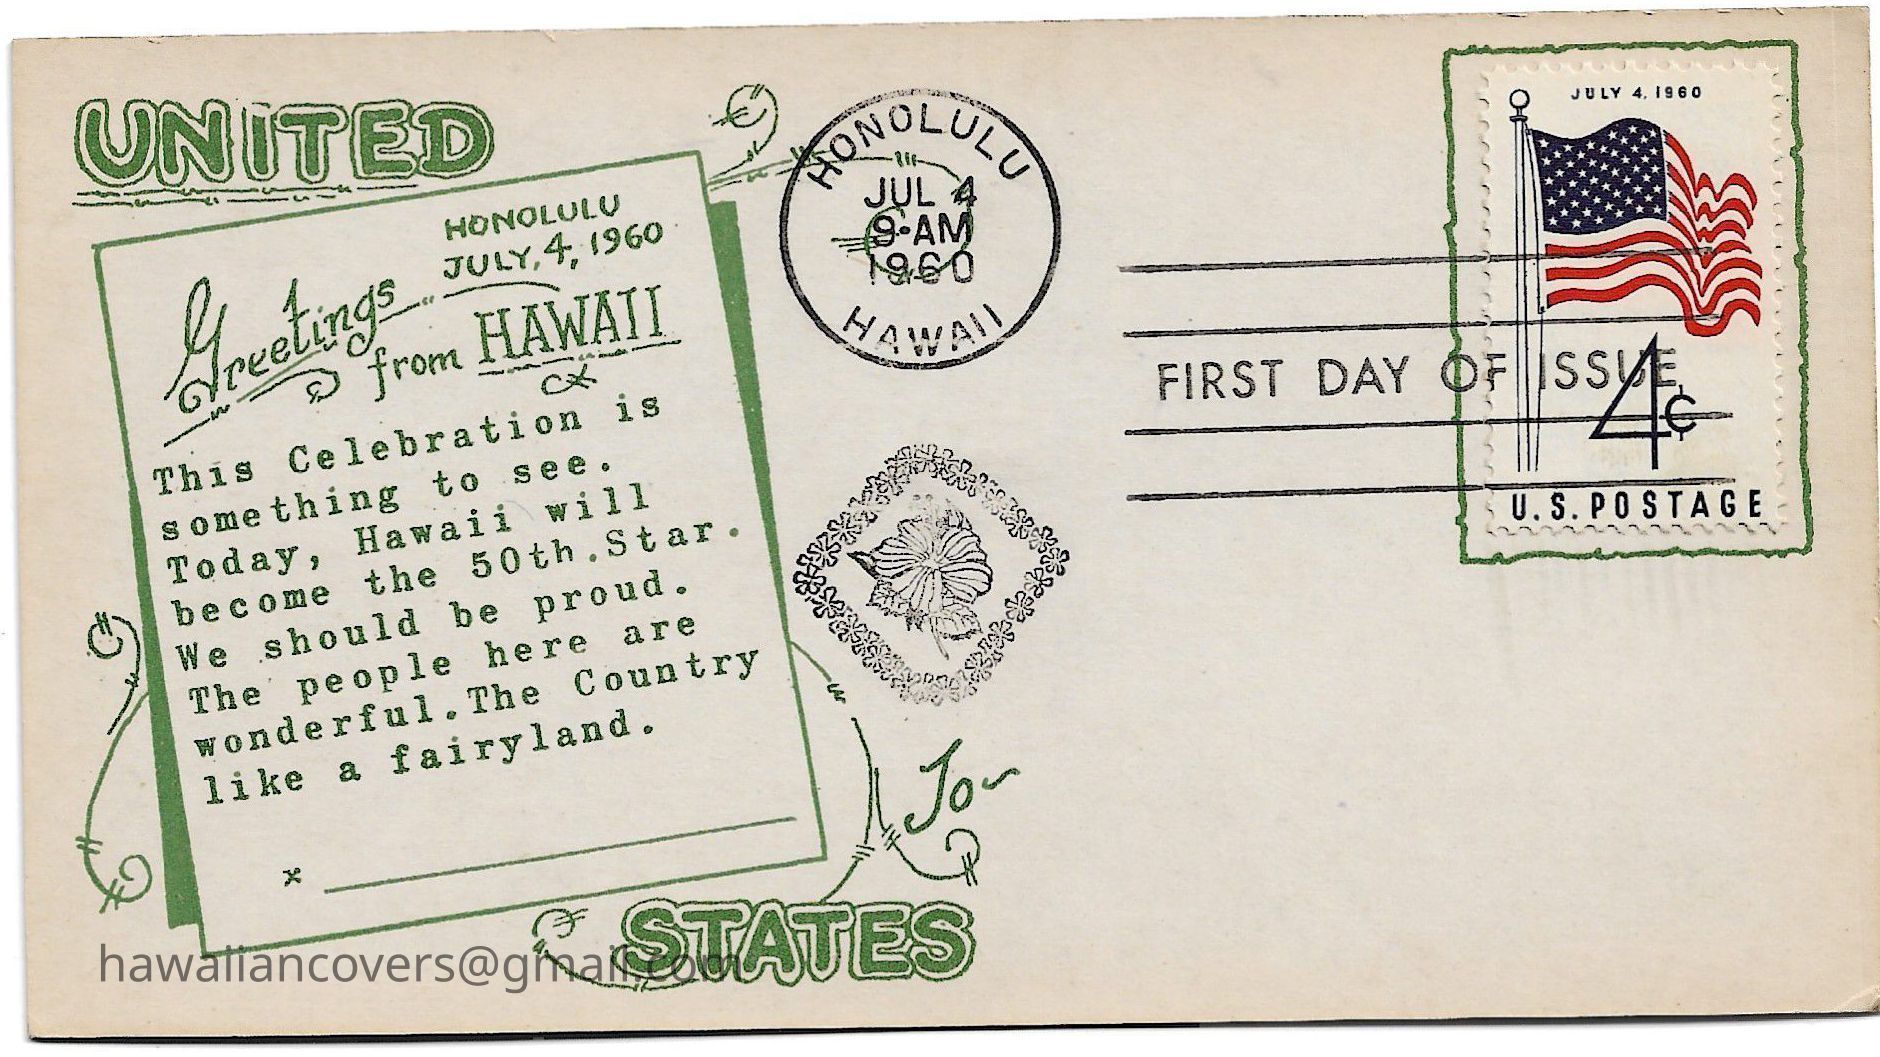 UNITED
HONOLULU
JULY, 4, 1960
Greetings
from HAWAII
This Celebration is
something to see.
Today, Hawaii will
become the 50th.Star.
We should be proud.
The people here are
wonderful.The Country
like a fairyland.
x
STATES
To
HONOLULU
JUL 4
9-AM
1960
HAWAII
FIRST DAY OF ISSUE
JULY 4, 1960
4¢
U.S. POSTAGE
hawaiiancovers@gmail.com